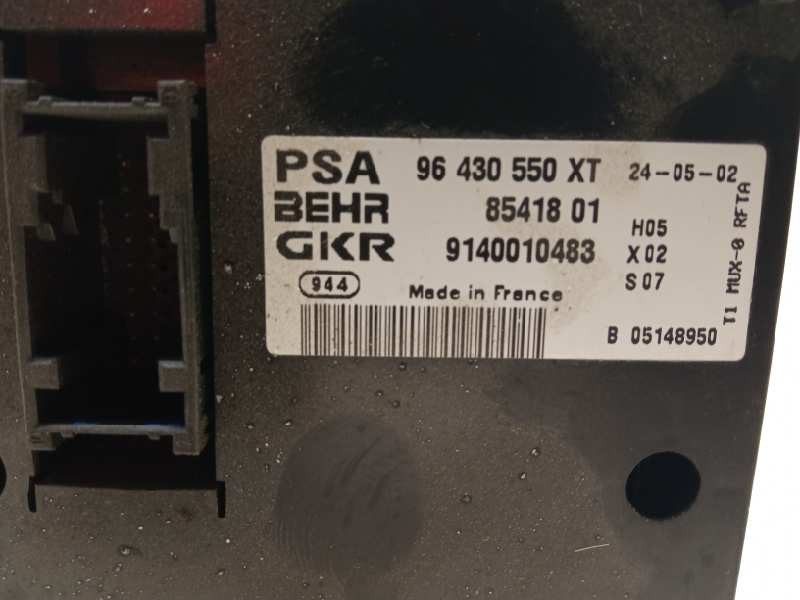 PSA 96 430 550 XT 24-05-02
BEHR 85418 01 H05
GKR 9140010483 X02
944 Made in France S07
B 05148950
T1 MUX-0 RFTA